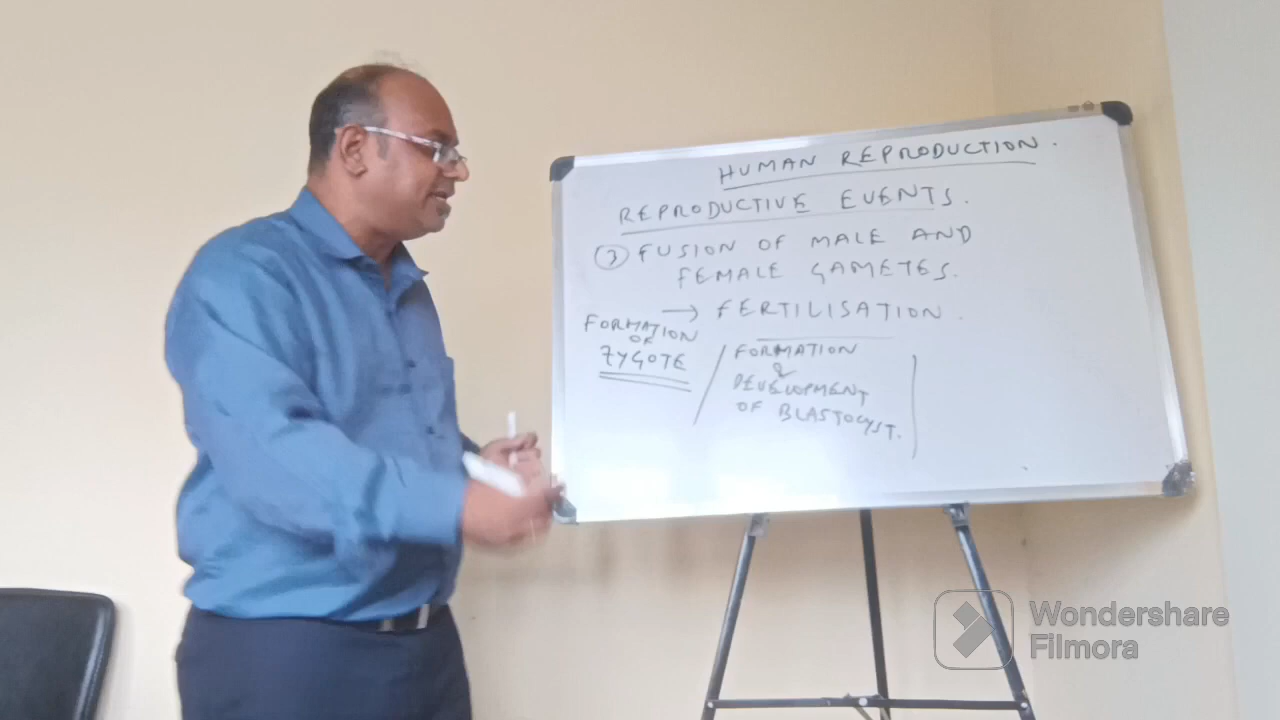 HUMAN REPRODUCTION.
REPRODUCTIVE EVENTS.
③ FUSION OF MALE AND
FEMALE GAMETES.
→ FERTILISATION.
FORMATION
OF
ZYGOTE
FORMATION
&
DEVELOPMENT
OF BLASTOCYST.
Wondershare
Filmora